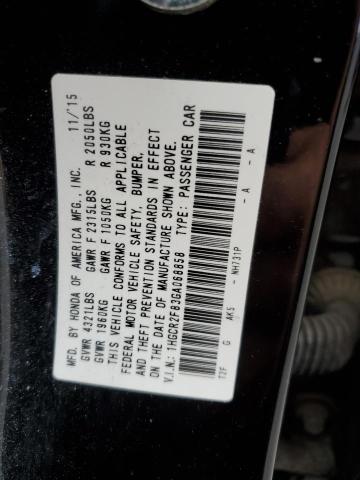 MFD. BY HONDA OF AMERICA MFG., INC. 11/15
GVWR 4321LBS GAWR F 2315LBS R 2050LBS
GVWR 1960KG GAWR F 1050KG R 930KG
THIS VEHICLE CONFORMS TO ALL APPLICABLE
FEDERAL MOTOR VEHICLE SAFETY, BUMPER,
AND THEFT PREVENTION STANDARDS IN EFFECT
ON THE DATE OF MANUFACTURE SHOWN ABOVE.
V.I.N.: 1HGCR2F83GA068858 TYPE: PASSENGER CAR
T2F G AK5 - NH731P - A - A